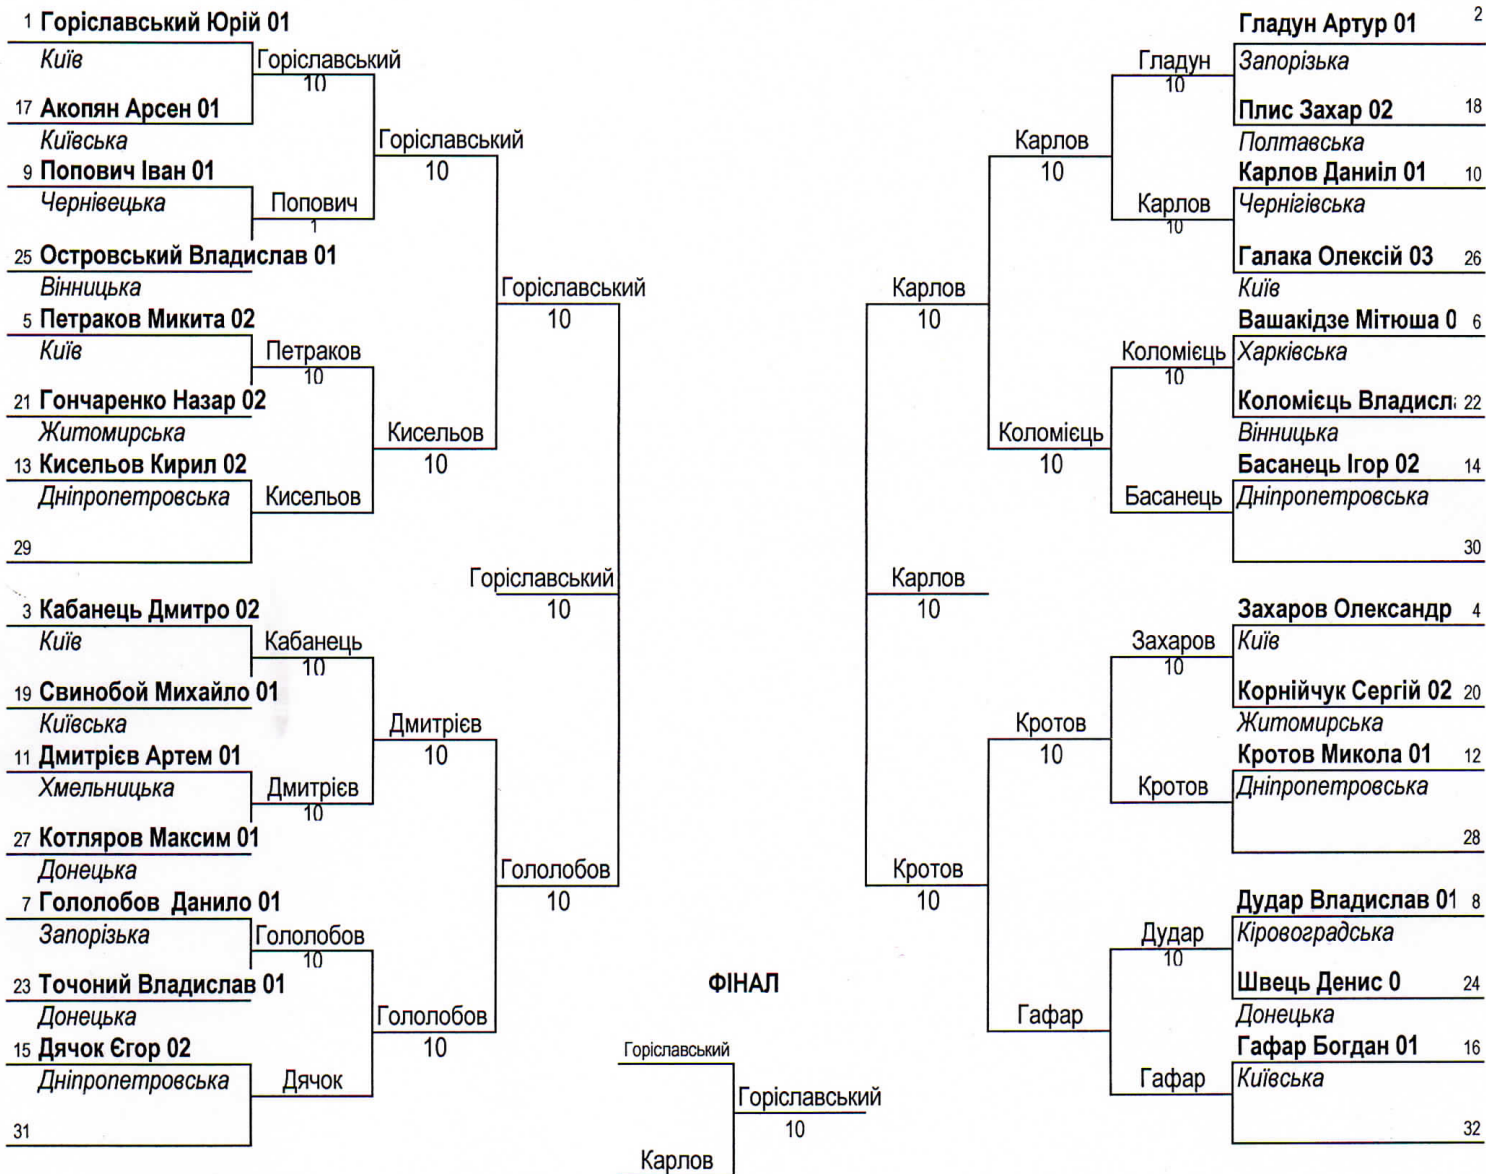 1 Горіславський Юрій 01
Київ
Горіславський
10
17 Акопян Арсен 01
Київська
Горіславський
10
9 Попович Іван 01
Чернівецька
Попович
1
25 Островський Владислав 01
Вінницька
Горіславський
10
5 Петраков Микита 02
Київ
Петраков
10
21 Гончаренко Назар 02
Житомирська
Кисельов
10
13 Кисельов Кирил 02
Дніпропетровська
Кисельов
29
Горіславський
10
3 Кабанець Дмитро 02
Київ
Кабанець
10
19 Свинобой Михайло 01
Київська
Дмитрієв
10
11 Дмитрієв Артем 01
Хмельницька
Дмитрієв
10
27 Котляров Максим 01
Донецька
Гололобов
10
7 Гололобов Данило 01
Запорізька
Гололобов
10
23 Точоний Владислав 01
Донецька
Гололобов
10
15 Дячок Єгор 02
Дніпропетровська
Дячок
31
ФІНАЛ
Горіславський
Горіславський
10
Карлов
Гладун Артур 01 2
Гладун
10
Запорізька
Плис Захар 02 18
Карлов
10
Полтавська
Карлов Даниіл 01 10
Карлов
10
Чернігівська
Галака Олексій 03 26
Карлов
10
Київ
Вашакідзе Мітюша 0 6
Коломієць
10
Харківська
Коломієць Владисл 22
Коломієць
10
Вінницька
Басанець Ігор 02 14
Басанець
Дніпропетровська
30
Карлов
10
Захаров Олександр 4
Захаров
10
Київ
Корнійчук Сергій 02 20
Кротов
10
Житомирська
Кротов Микола 01 12
Кротов
Дніпропетровська
28
Кротов
10
Дудар Владислав 01 8
Дудар
10
Кіровоградська
Швець Денис 0 24
Гафар
Донецька
Гафар Богдан 01 16
Гафар
Київська
32